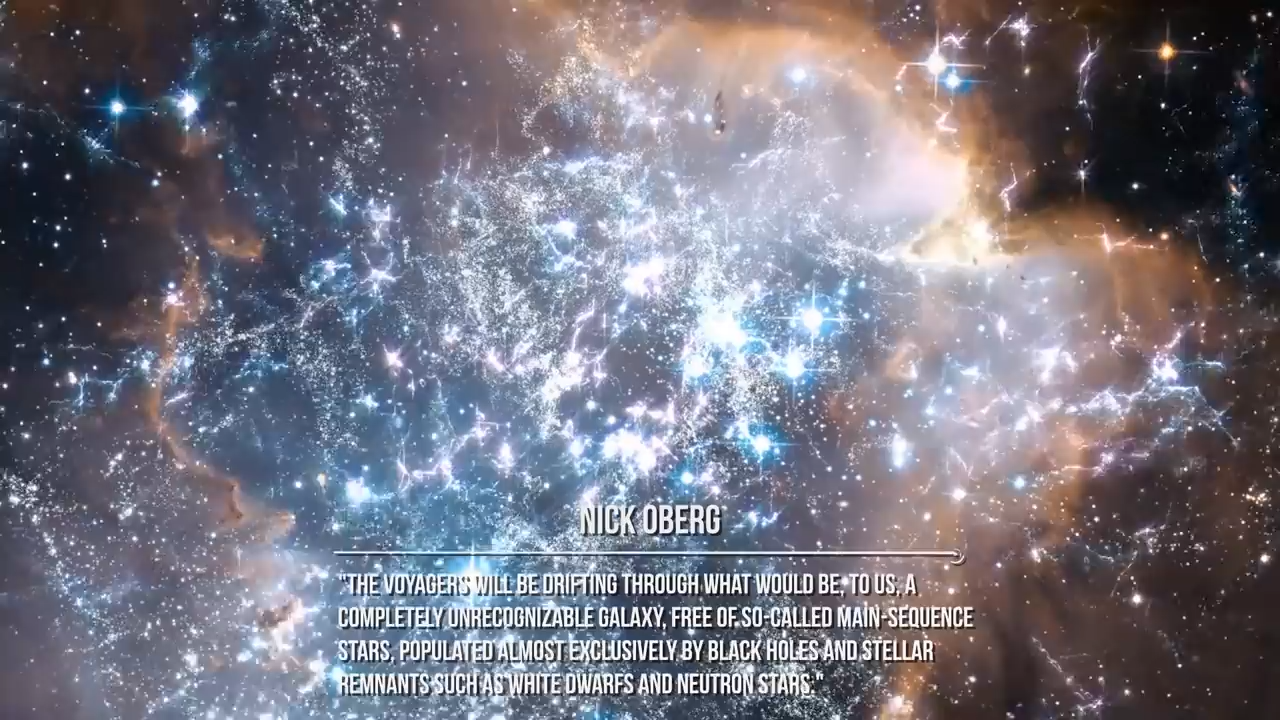 NICK OBERG
"THE VOYAGERS WILL BE DRIFTING THROUGH WHAT WOULD BE, TO US, A
COMPLETELY UNRECOGNIZABLE GALAXY, FREE OF SO-CALLED MAIN-SEQUENCE
STARS, POPULATED ALMOST EXCLUSIVELY BY BLACK HOLES AND STELLAR
REMNANTS SUCH AS WHITE DWARFS AND NEUTRON STARS."